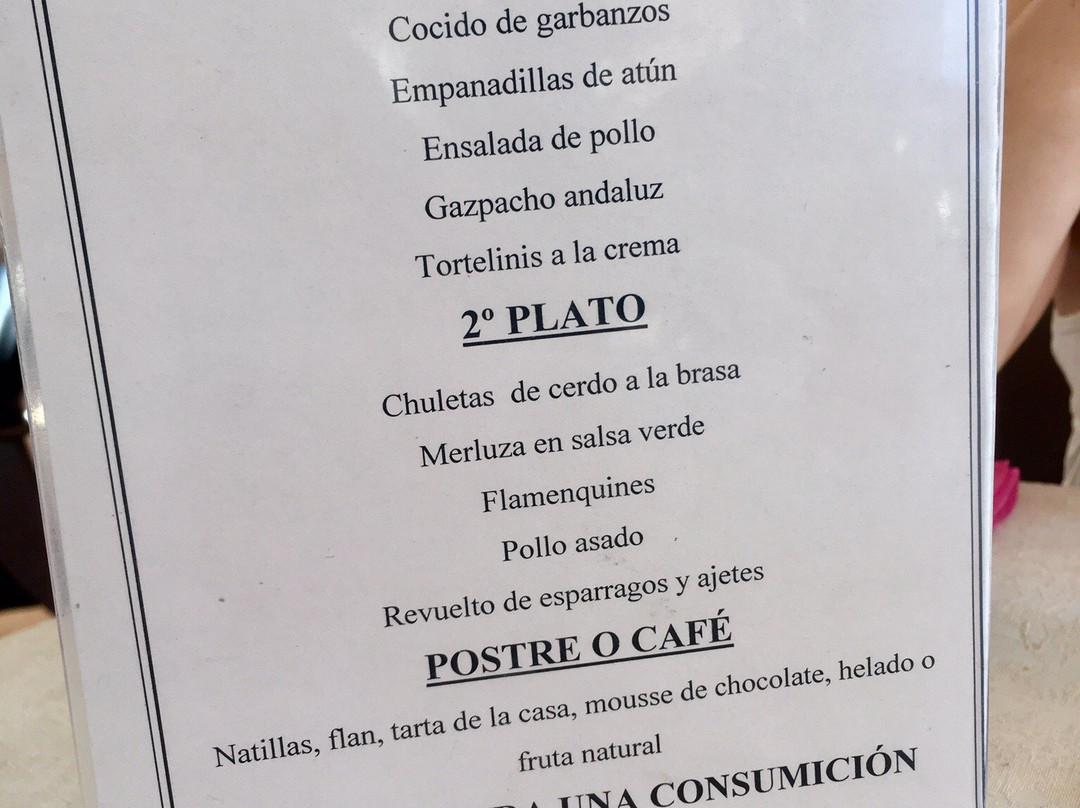 Cocido de garbanzos
Empanadillas de atún
Ensalada de pollo
Gazpacho andaluz
Tortelinis a la crema
2º PLATO
Chuletas de cerdo a la brasa
Merluza en salsa verde
Flamenquines
Pollo asado
Revuelto de esparragos y ajetes
POSTRE O CAFÉ
Natillas, flan, tarta de la casa, mousse de chocolate, helado o
fruta natural
UNA CONSUMICIÓN